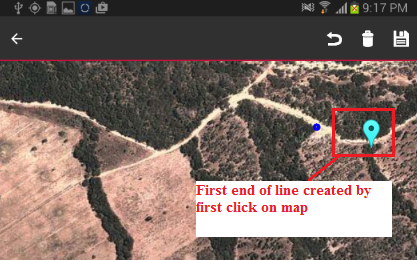 9:17 PM
First end of line created by
first click on map